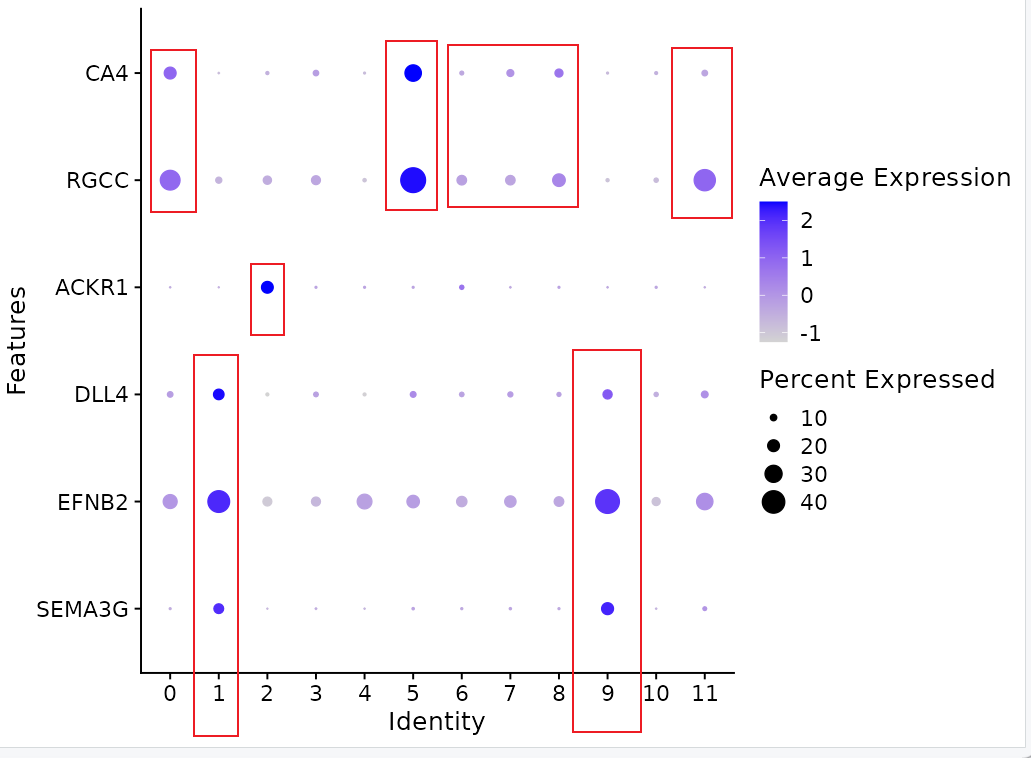 CA4
RGCC
ACKR1
DLL4
EFNB2
SEMA3G
Features
0 1 2 3 4 5 6 7 8 9 10 11
Identity
Average Expression
2
1
0
-1
Percent Expressed
10
20
30
40